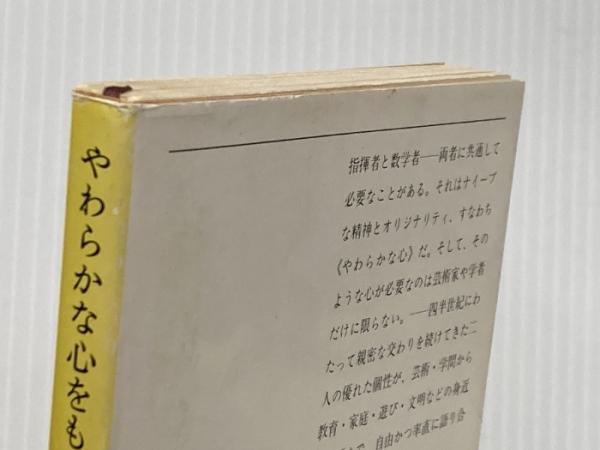 やわらかな心をも
指揮者と数学者――両者に共通して
必要なことがある。それはナイーブ
な精神とオリジナリティ、すなわち
《やわらかな心》だ。そして、その
ような心が必要なのは芸術家や学者
だけに限らない。――四半世紀にわ
たって親密な交わりを続けてきた二
人の優れた個性が、芸術・学問から
教育・家庭・遊び・文明などの身近
まで、自由かつ率直に語り合